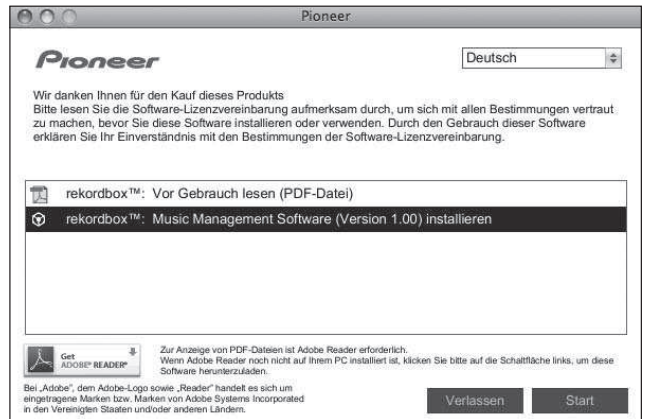 Pioneer
Pioneer
Deutsch
Wir danken Ihnen für den Kauf dieses Produkts
Bitte lesen Sie die Software-Lizenzvereinbarung aufmerksam durch, um sich mit allen Bestimmungen vertraut
zu machen, bevor Sie diese Software installieren oder verwenden. Durch den Gebrauch dieser Software
erklären Sie Ihr Einverständnis mit den Bestimmungen der Software-Lizenzvereinbarung.
rekordbox™: Vor Gebrauch lesen (PDF-Datei)
rekordbox™: Music Management Software (Version 1.00) installieren
Get
ADOBE® READER®
Zur Anzeige von PDF-Dateien ist Adobe Reader erforderlich.
Wenn Adobe Reader noch nicht auf Ihrem PC installiert ist, klicken Sie bitte auf die Schaltfläche links, um diese
Software herunterzuladen.
Bei „Adobe", dem Adobe-Logo sowie „Reader" handelt es sich um
eingetragene Marken bzw. Marken von Adobe Systems Incorporated
in den Vereinigten Staaten und/oder anderen Ländern.
Verlassen
Start